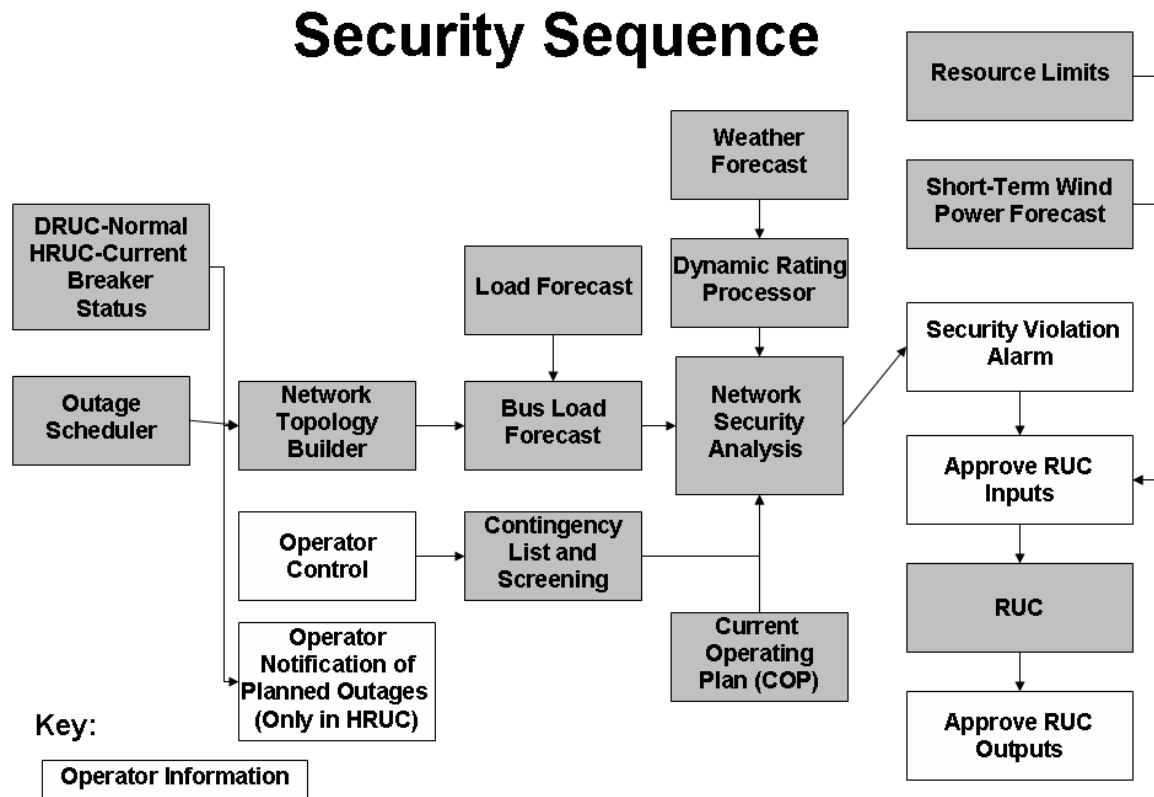 Security Sequence
Resource Limits
Weather
Forecast
Short-Term Wind
Power Forecast
DRUC-Normal
HRUC-Current
Breaker
Status
Load Forecast
Dynamic Rating
Processor
Security Violation
Alarm
Outage
Scheduler
Network
Topology
Builder
Bus Load
Forecast
Network
Security
Analysis
Approve RUC
Inputs
Operator
Control
Contingency
List and
Screening
RUC
Operator
Notification of
Planned Outages
(Only in HRUC)
Current
Operating
Plan (COP)
Approve RUC
Outputs
Key:
Operator Information